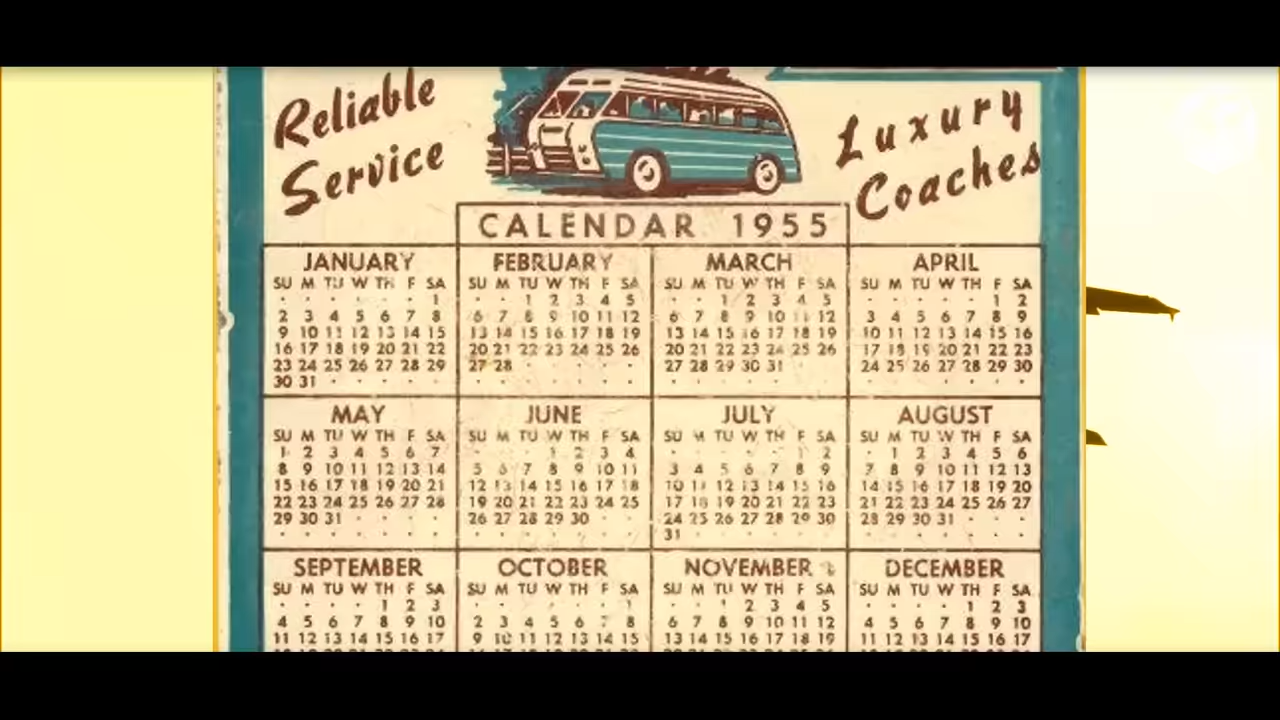 Reliable
Service
Luxury
Coaches
CALENDAR 1955
JANUARY
SU M TU W TH F SA
1
2 3 4 5 6 7 8
9 10 11 12 13 14 15
16 17 18 19 20 21 22
23 24 25 26 27 28 29
30 31
FEBRUARY
SU M TU W TH F SA
1 2 3 4 5
6 7 8 9 10 11 12
13 14 15 16 17 18 19
20 21 22 23 24 25 26
27 28
MARCH
SU M TU W TH F SA
1 2 3 4 5
6 7 8 9 10 11 12
13 14 15 16 17 18 19
20 21 22 23 24 25 26
27 28 29 30 31
APRIL
SU M TU W TH F SA
1 2
3 4 5 6 7 8 9
10 11 12 13 14 15 16
17 18 19 20 21 22 23
24 25 26 27 28 29 30
MAY
SU M TU W TH F SA
1 2 3 4 5 6 7
8 9 10 11 12 13 14
15 16 17 18 19 20 21
22 23 24 25 26 27 28
29 30 31
JUNE
SU M TU W TH F SA
1 2 3 4
5 6 7 8 9 10 11
12 13 14 15 16 17 18
19 20 21 22 23 24 25
26 27 28 29 30
JULY
SU M TU W TH F SA
1 2
3 4 5 6 7 8 9
10 11 12 13 14 15 16
17 18 19 20 21 22 23
24 25 26 27 28 29 30
31
AUGUST
SU M TU W TH F SA
1 2 3 4 5 6
7 8 9 10 11 12 13
14 15 16 17 18 19 20
21 22 23 24 25 26 27
28 29 30 31
SEPTEMBER
SU M TU W TH F SA
1 2 3
4 5 6 7 8 9 10
11 12 13 14 15 16 17
OCTOBER
SU M TU W TH F SA
1
2 3 4 5 6 7 8
9 10 11 12 13 14 15
NOVEMBER
SU M TU W TH F SA
1 2 3 4 5
6 7 8 9 10 11 12
13 14 15 16 17 18 19
DECEMBER
SU M TU W TH F SA
1 2 3
4 5 6 7 8 9 10
11 12 13 14 15 16 17